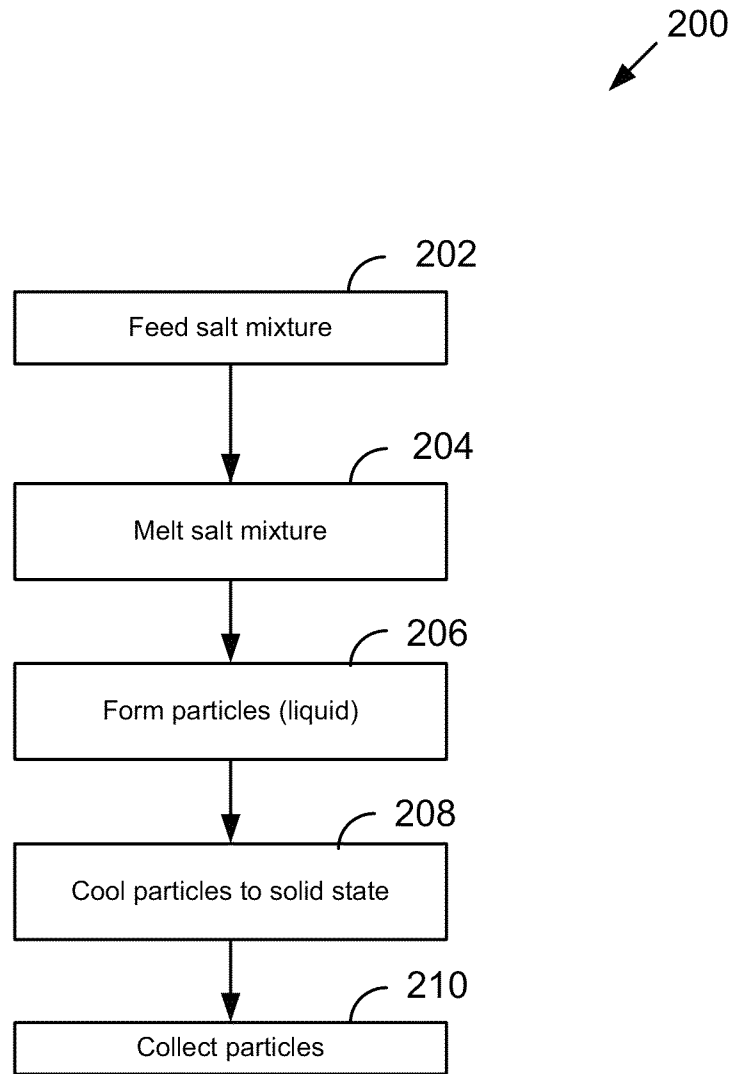 200
202
Feed salt mixture
204
Melt salt mixture
206
Form particles (liquid)
208
Cool particles to solid state
210
Collect particles